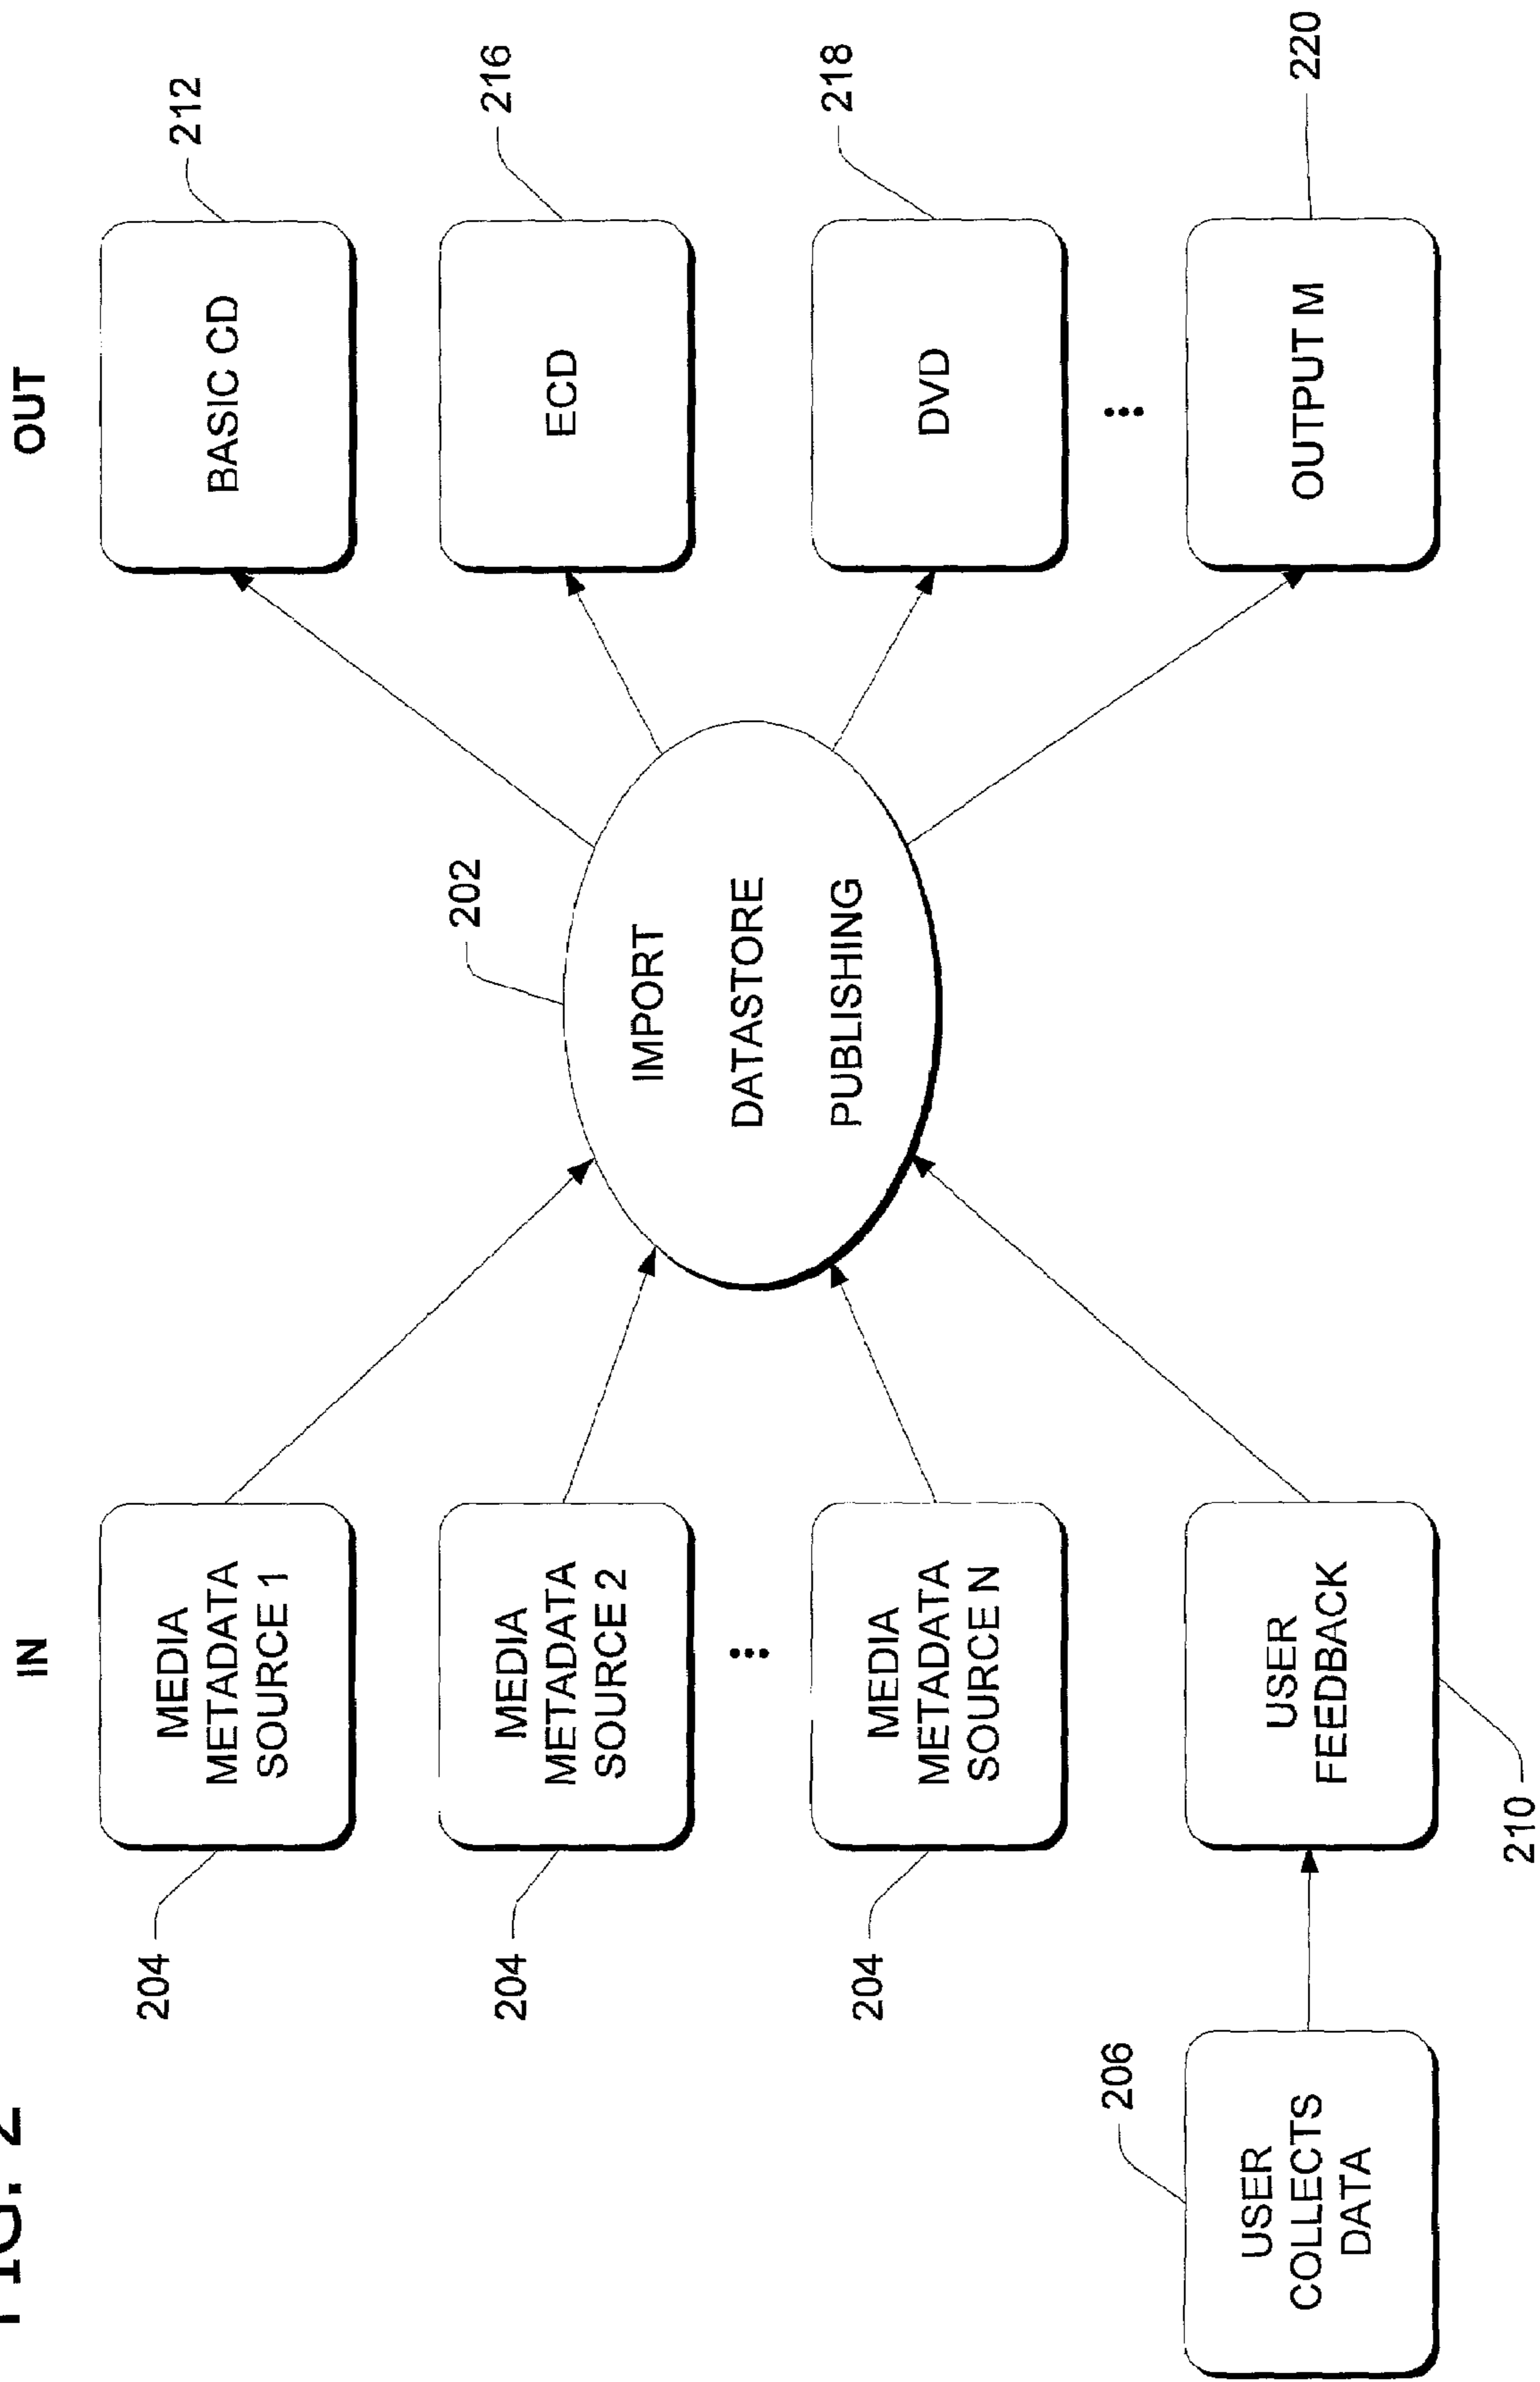 FIG. 2
IN
OUT
MEDIA
METADATA
SOURCE 1
204
MEDIA
METADATA
SOURCE 2
204
MEDIA
METADATA
SOURCE N
204
USER
COLLECTS
DATA
206
USER
FEEDBACK
210
IMPORT
DATASTORE
PUBLISHING
202
BASIC CD
212
ECD
216
DVD
218
OUTPUT M
220